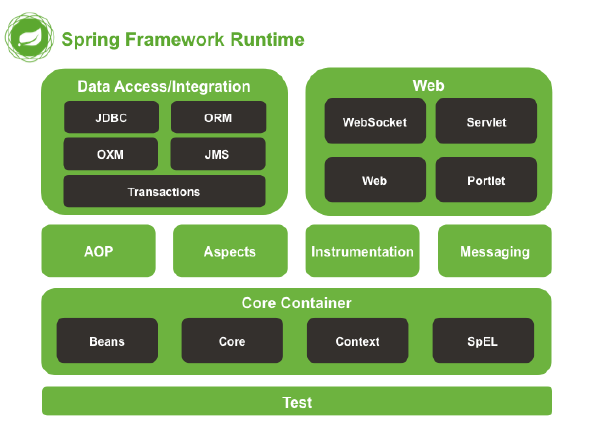 Spring Framework Runtime
Data Access/Integration
JDBC
ORM
OXM
JMS
Transactions
Web
WebSocket
Servlet
Web
Portlet
AOP
Aspects
Instrumentation
Messaging
Core Container
Beans
Core
Context
SpEL
Test